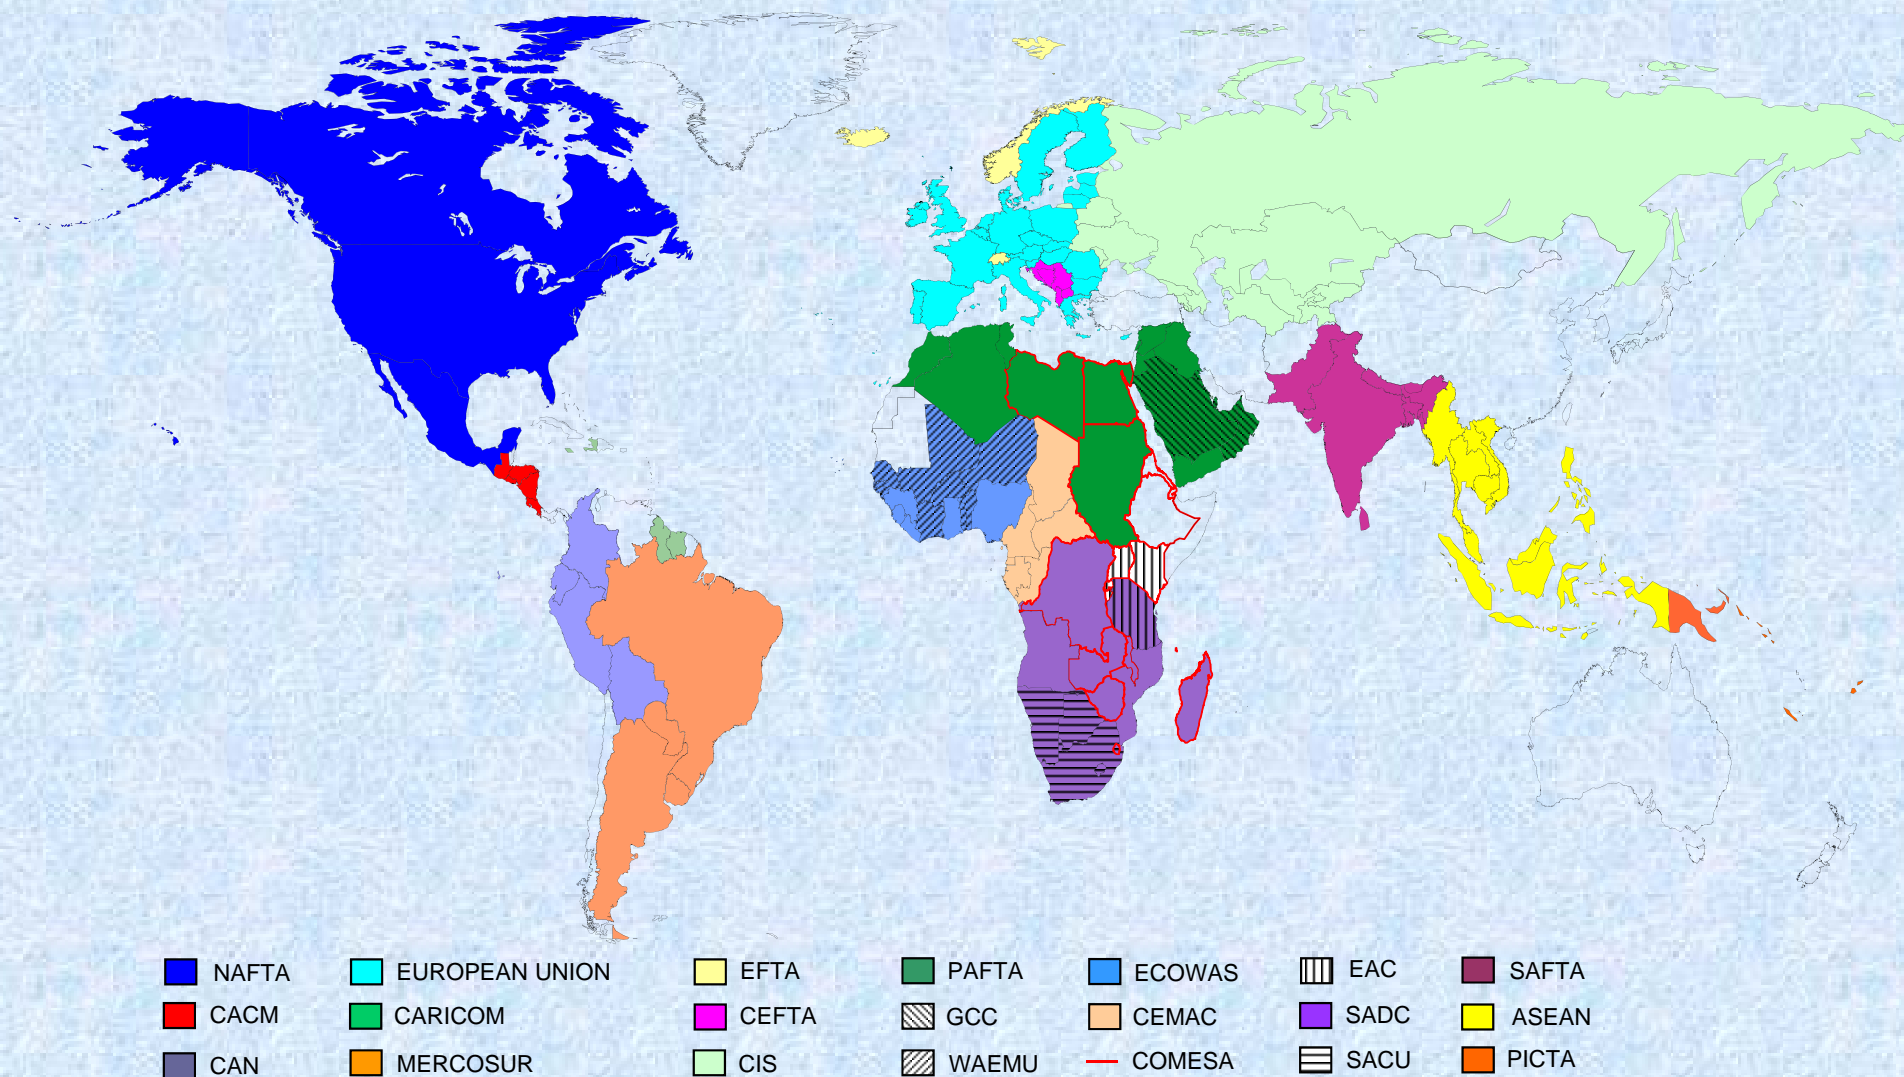 NAFTA EUROPEAN UNION EFTA PAFTA ECOWAS EAC SAFTA
CACM CARICOM CEFTA GCC CEMAC SADC ASEAN
CAN MERCOSUR CIS WAEMU COMESA SACU PICTA